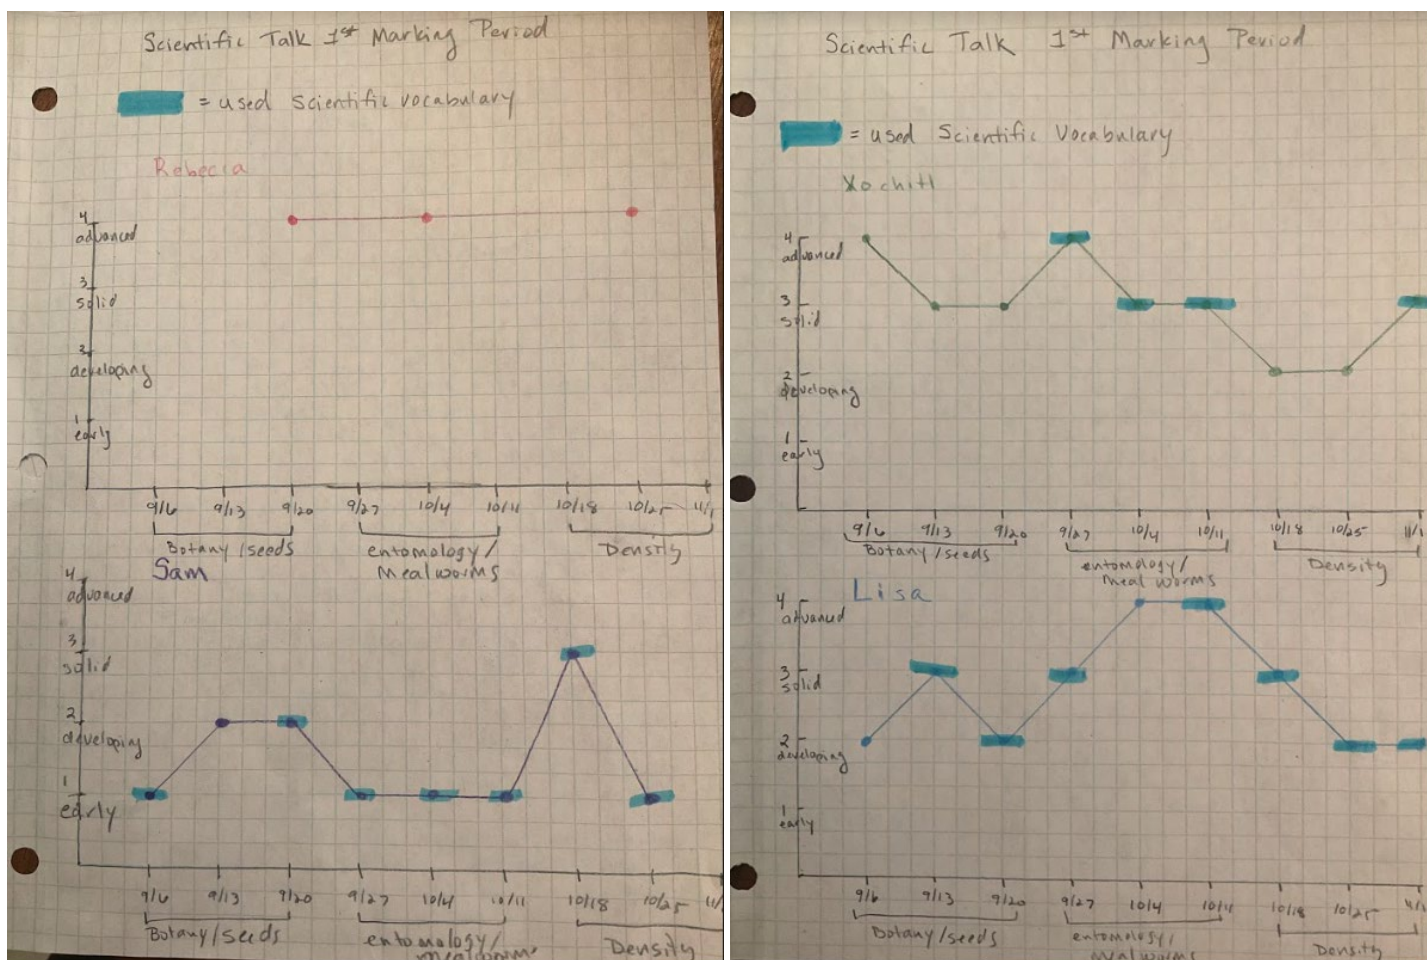 Scientific Talk 1st Marking Period
= used Scientific vocabulary
Rebecia
4
advanced
3
solid
2
developing
1
early
9/6 9/13 9/20 9/27 10/4 10/11 10/18 10/25 11/1
Botany/seeds entomology/ Density
Mealworms
Sam
4
advanced
3
solid
2
developing
1
early
9/6 9/13 9/20 9/27 10/4 10/11 10/18 10/25 11/
Botany/seeds entomology/ Density
mealworms
Scientific Talk 1st Marking Period
= used Scientific Vocabulary
Xochitl
4
advanced
3
solid
2
developing
1
early
9/6 9/13 9/20 9/27 10/4 10/11 10/18 10/25 11/1
Botany/seeds entomology/ Density
meal worms
Lisa
4
advanced
3
solid
2
developing
1
early
9/6 9/13 9/20 9/27 10/4 10/11 10/18 10/25 11/1
Botany/seeds entomology/ Density
mealworms